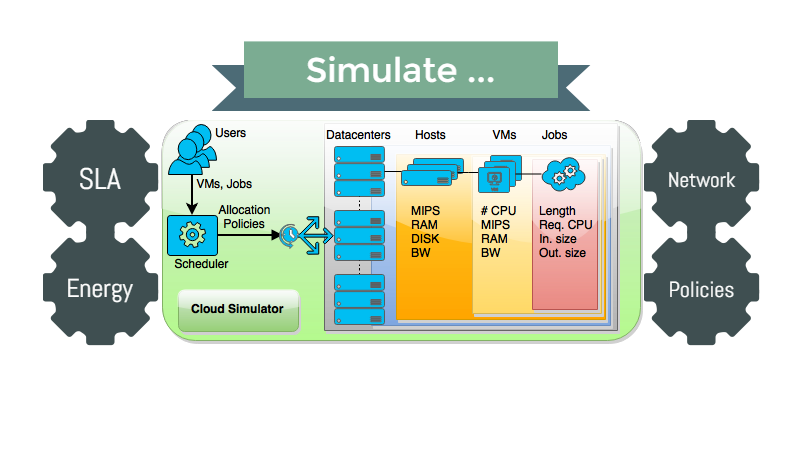 Simulate ...
SLA
Energy
Users
VMs, Jobs
Allocation
Policies
Scheduler
Cloud Simulator
Datacenters
Hosts
VMs
Jobs
MIPS
RAM
DISK
BW
# CPU
MIPS
RAM
BW
Length
Req. CPU
In. size
Out. size
Network
Policies